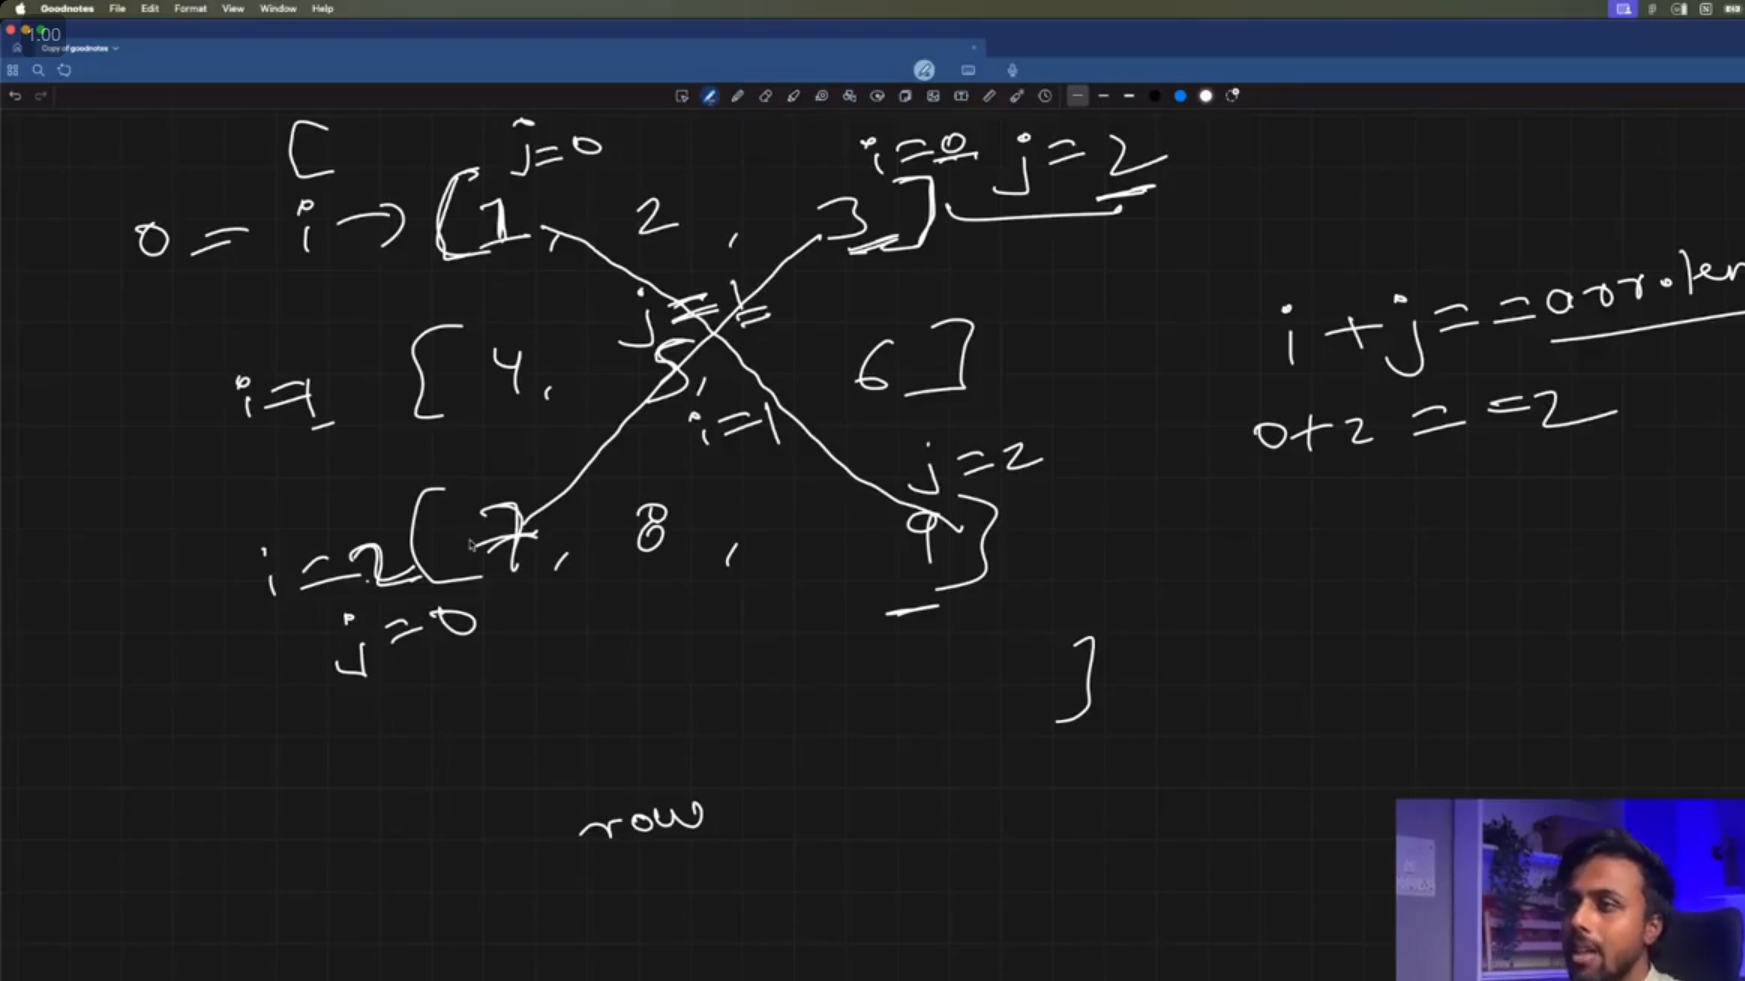 Goodnotes File Edit Format View Window Help
1:00
Copy of goodnotes
[ j=0 i=0 j=2
0 = i → [1, 2, 3]
j=1
i=1 [4, 5, 6]
i=1
j=2
i=2 [7, 8, 9]
j=0
]
row
i+j==arr.len
0+2==2